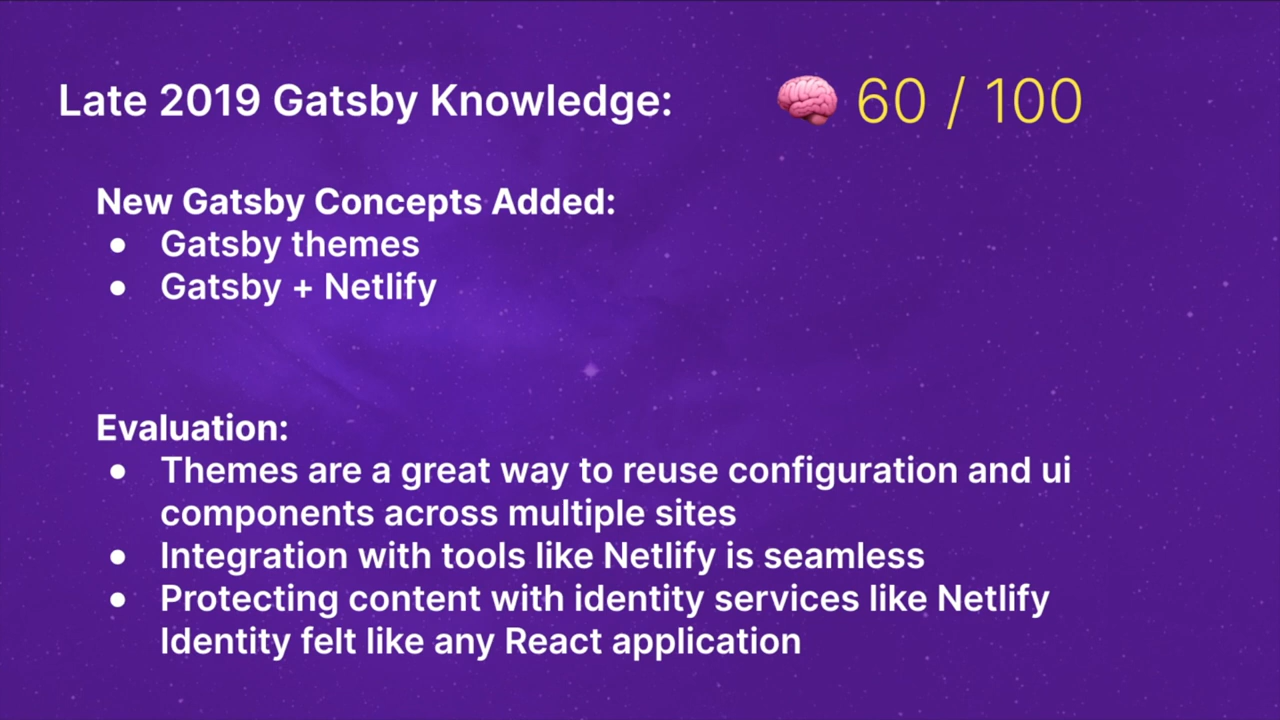 Late 2019 Gatsby Knowledge: 🧠 60 / 100
New Gatsby Concepts Added:
● Gatsby themes
● Gatsby + Netlify
Evaluation:
● Themes are a great way to reuse configuration and ui
components across multiple sites
● Integration with tools like Netlify is seamless
● Protecting content with identity services like Netlify
Identity felt like any React application